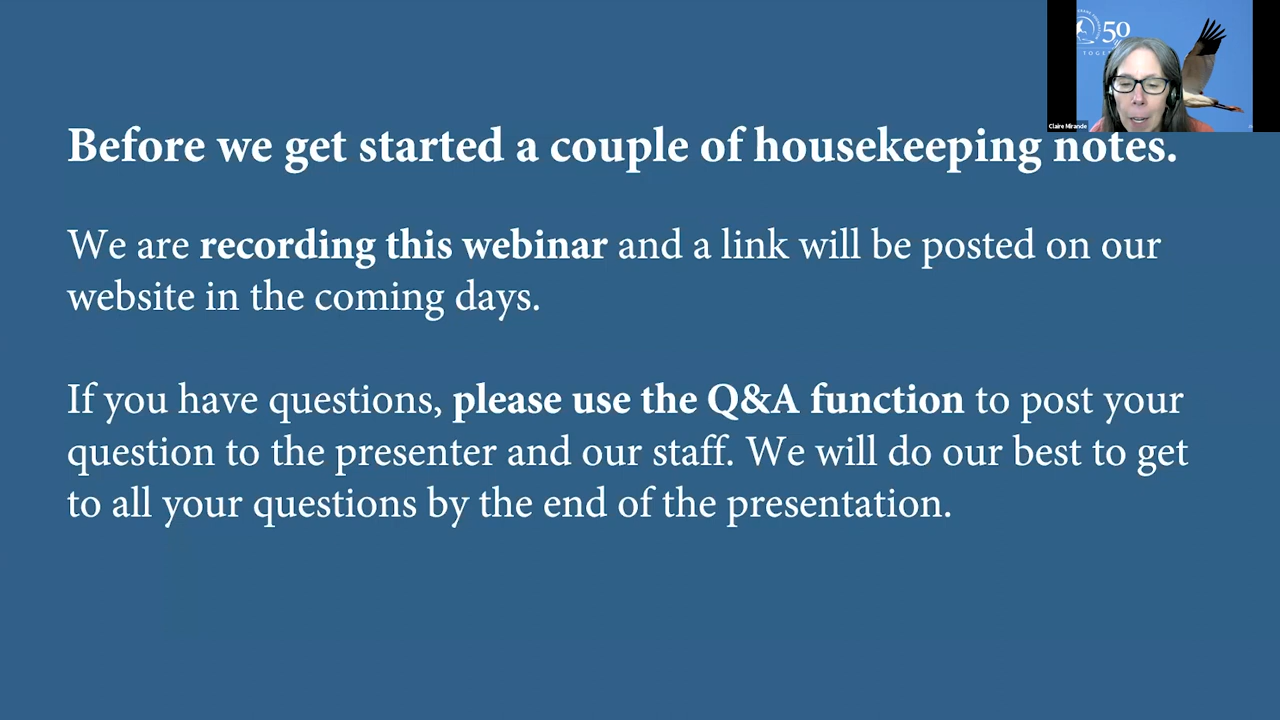 50
TOGE
Claire Mirande
Before we get started a couple of housekeeping notes.
We are recording this webinar and a link will be posted on our
website in the coming days.
If you have questions, please use the Q&A function to post your
question to the presenter and our staff. We will do our best to get
to all your questions by the end of the presentation.